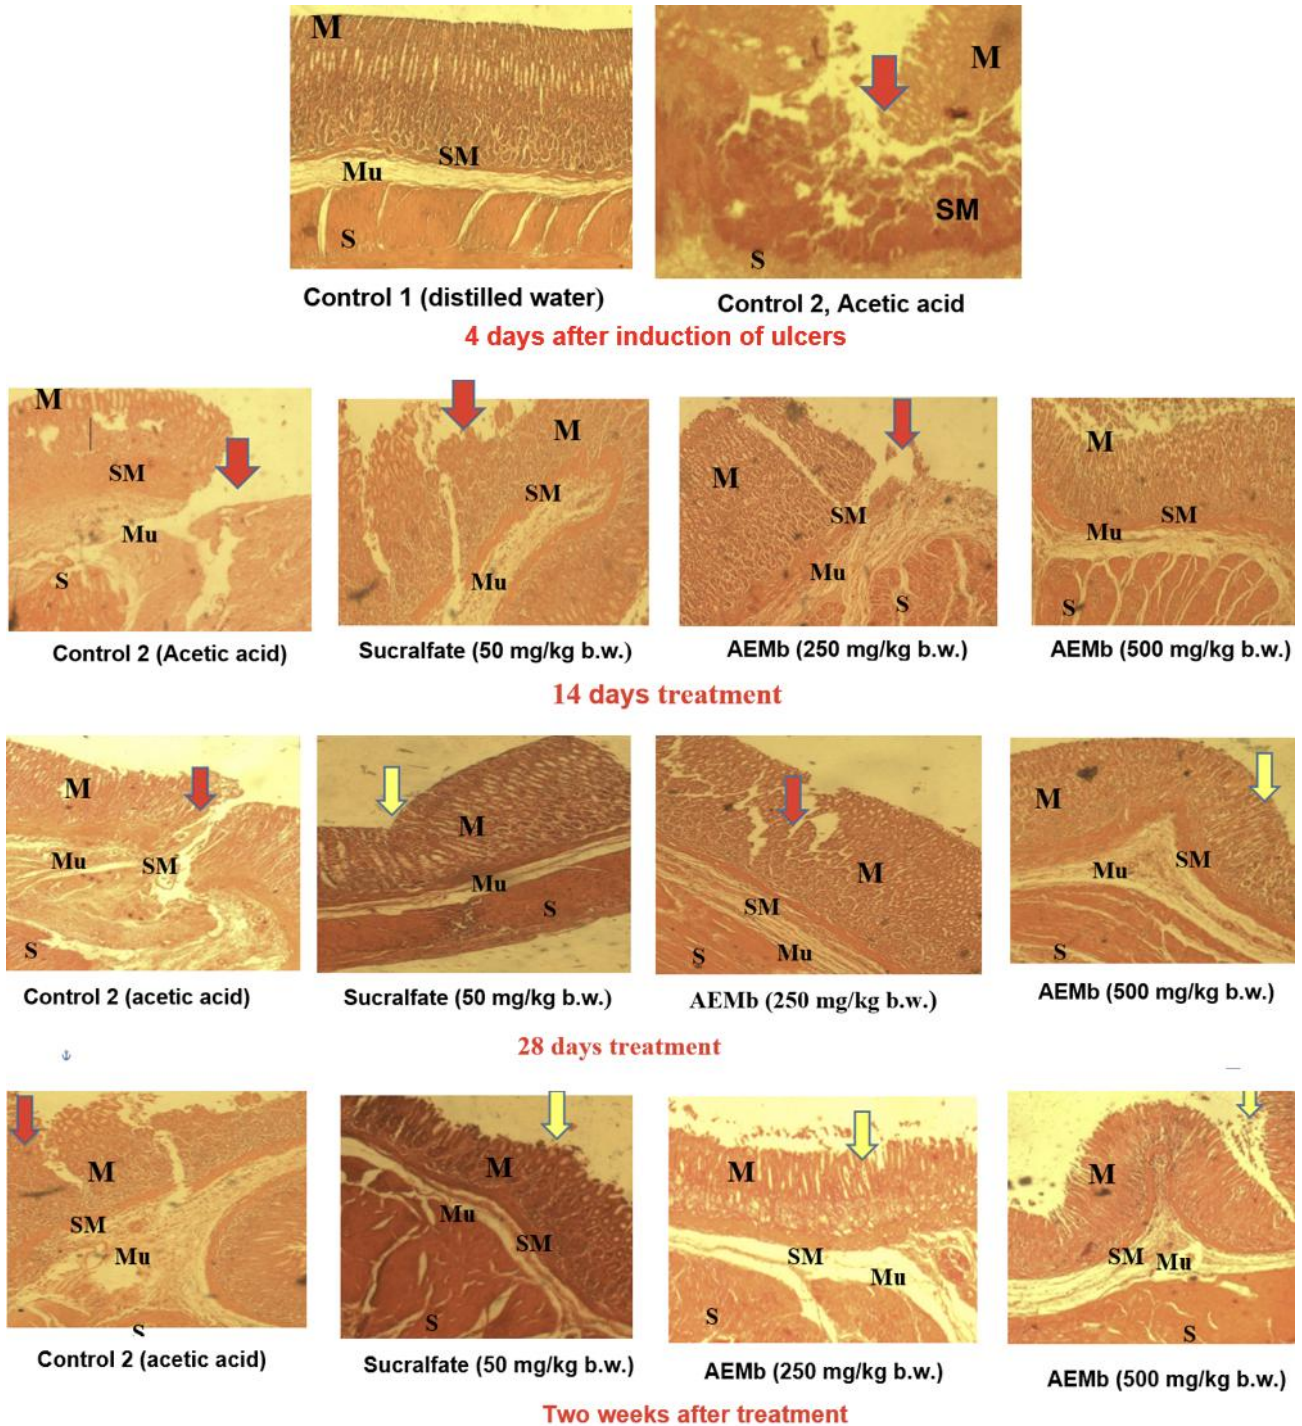 M
SM
Mu
S
Control 1 (distilled water)
M
SM
S
Control 2, Acetic acid
4 days after induction of ulcers
M
SM
Mu
S
Control 2 (Acetic acid)
M
SM
Mu
Sucralfate (50 mg/kg b.w.)
M
SM
Mu
S
AEMb (250 mg/kg b.w.)
M
SM
Mu
S
AEMb (500 mg/kg b.w.)
14 days treatment
M
Mu
SM
S
Control 2 (acetic acid)
M
Mu
S
Sucralfate (50 mg/kg b.w.)
M
SM
Mu
S
AEMb (250 mg/kg b.w.)
M
SM
Mu
S
AEMb (500 mg/kg b.w.)
28 days treatment
M
SM
Mu
S
Control 2 (acetic acid)
M
Mu
SM
S
Sucralfate (50 mg/kg b.w.)
M
SM
Mu
S
AEMb (250 mg/kg b.w.)
M
SM Mu
S
AEMb (500 mg/kg b.w.)
Two weeks after treatment